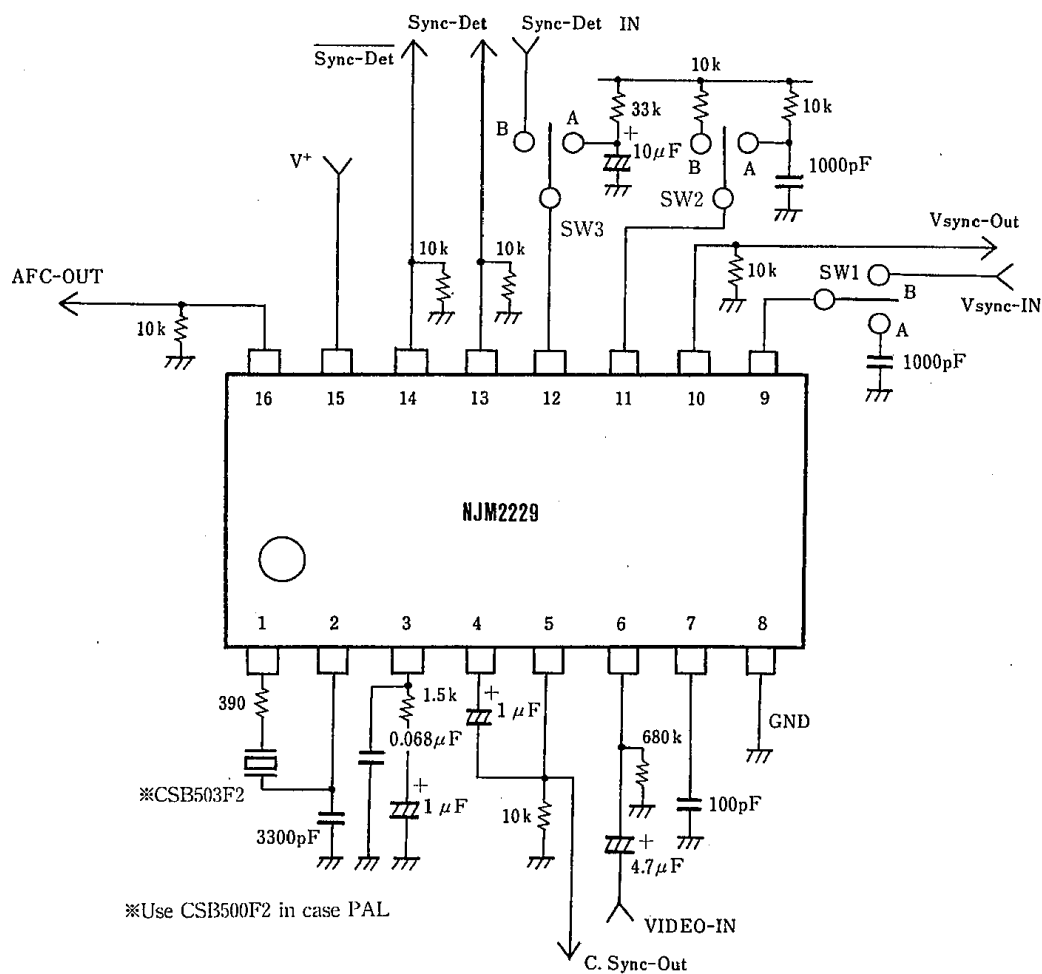 Sync-Det Sync-Det IN
Sync-Det
10k
33k
10k
B A
+
10μF
B A
1000pF
V+
SW3
SW2
Vsync-Out
10k 10k
10k
SW1
B
Vsync-IN
AFC-OUT
10k
A
1000pF
16 15 14 13 12 11 10 9
NJM2229
1 2 3 4 5 6 7 8
390
1.5k
+
1μF
GND
0.068μF
680k
※CSB503F2
+
1μF
100pF
3300pF
10k
+
4.7μF
※Use CSB500F2 in case PAL
VIDEO-IN
C. Sync-Out